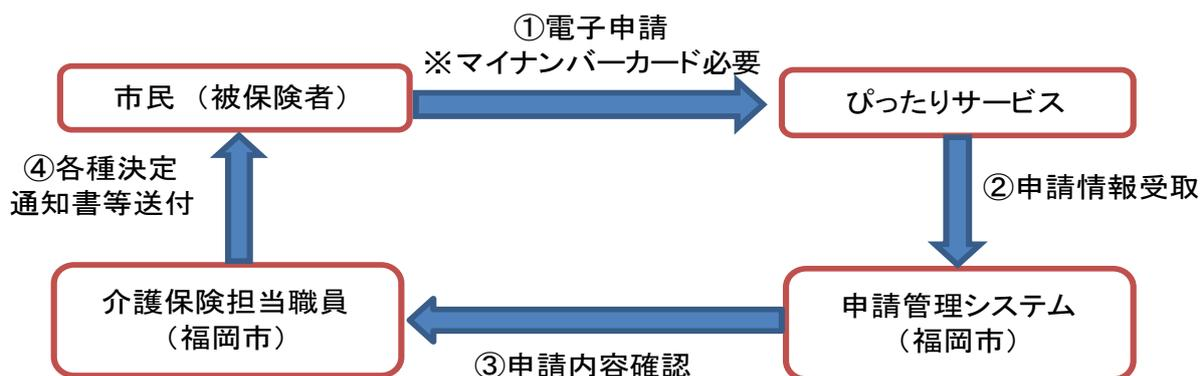 ①電子申請
※マイナンバーカード必要
市民 （被保険者）
ぴったりサービス
④各種決定
通知書等送付
②申請情報受取
介護保険担当職員
（福岡市）
申請管理システム
（福岡市）
③申請内容確認